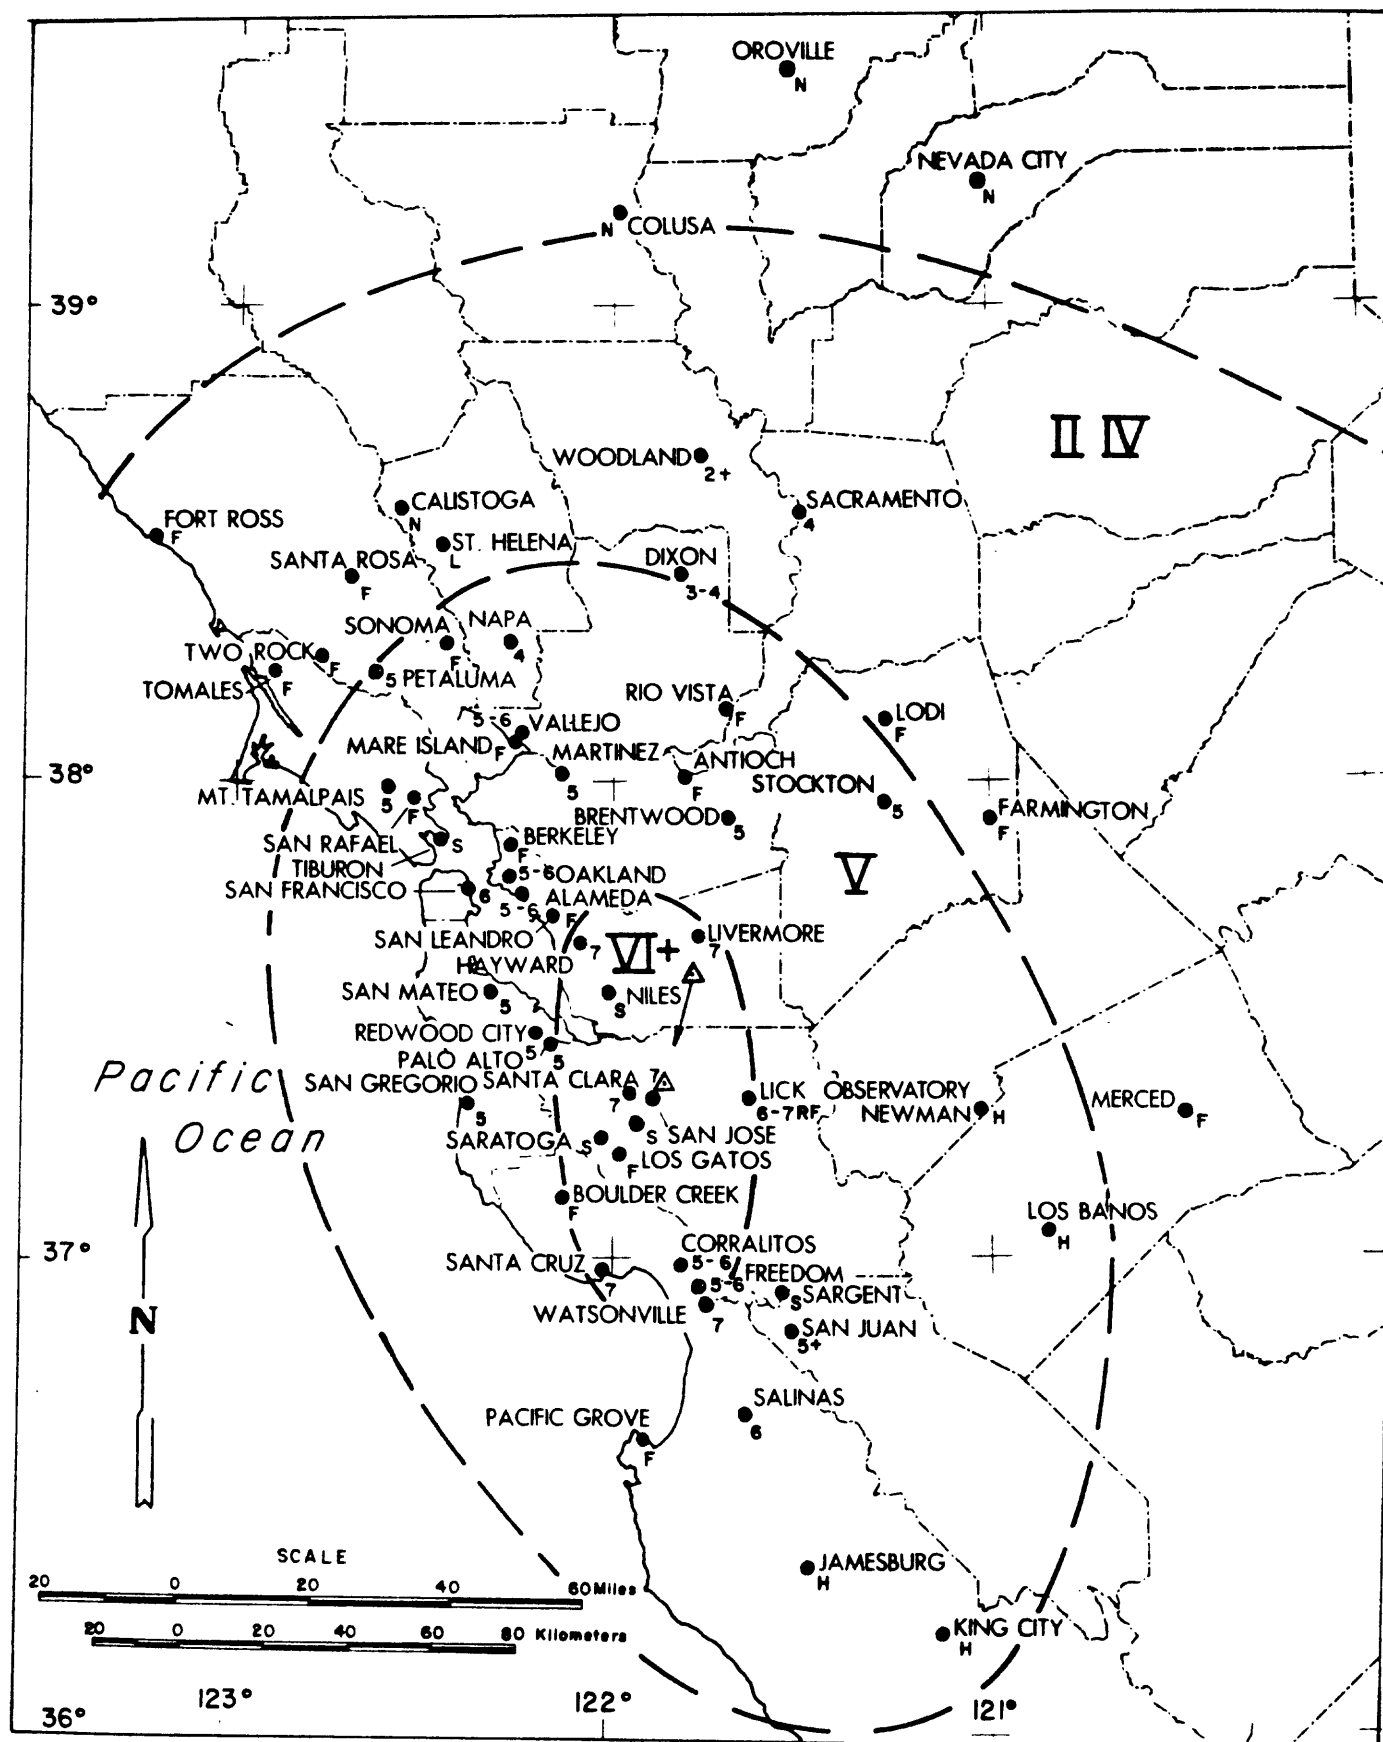 OROVILLE
N
NEVADA CITY
N
N COLUSA
39°
II IV
WOODLAND
2+
CALISTOGA
N
SACRAMENTO
4
FORT ROSS
F
ST. HELENA
L
SANTA ROSA
F
DIXON
3-4
SONOMA
F
NAPA
4
TWO ROCK
F
TOMALES
F
5 PETALUMA
RIO VISTA
F
LODI
F
5-6 VALLEJO
MARE ISLAND F
MARTINEZ
5
ANTIOCH
F
38°
STOCKTON
5
MT. TAMALPAIS
5
BRENTWOOD
5
FARMINGTON
F
SAN RAFAEL
F
TIBURON
S
BERKELEY
F
V
5-6 OAKLAND
SAN FRANCISCO
6
5-6 ALAMEDA
SAN LEANDRO
F
HAYWARD
7
VI+
LIVERMORE
7
SAN MATEO
5
NILES
S
REDWOOD CITY
5
PALO ALTO
5
Pacific
Ocean
SAN GREGORIO
5
SANTA CLARA
7
7
LICK OBSERVATORY
6-7RF
NEWMAN
H
MERCED
F
SARATOGA
S
S SAN JOSE
F LOS GATOS
BOULDER CREEK
F
LOS BANOS
H
37°
SANTA CRUZ
7
CORRALITOS
5-6
5-6 FREEDOM
WATSONVILLE
7
S SARGENT
SAN JUAN
5+
N
SALINAS
6
PACIFIC GROVE
F
SCALE
20 0 20 40 60 Miles
20 0 20 40 60 80 Kilometers
JAMESBURG
H
KING CITY
H
123° 122° 121°
36°